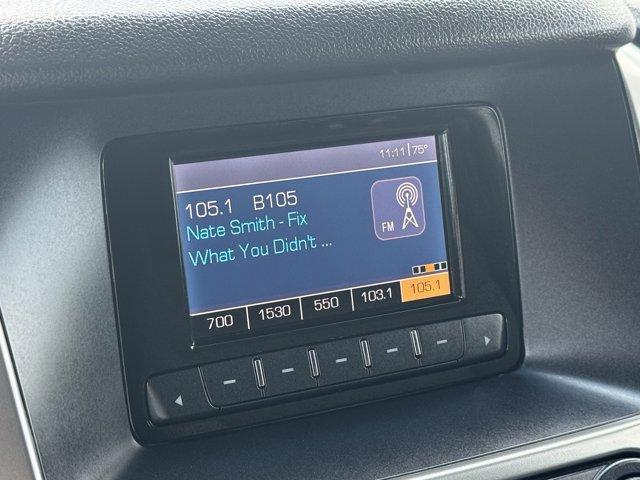 11:11 | 75°
105.1 B105
Nate Smith - Fix
What You Didn't ...
FM
700 1530 550 103.1 105.1